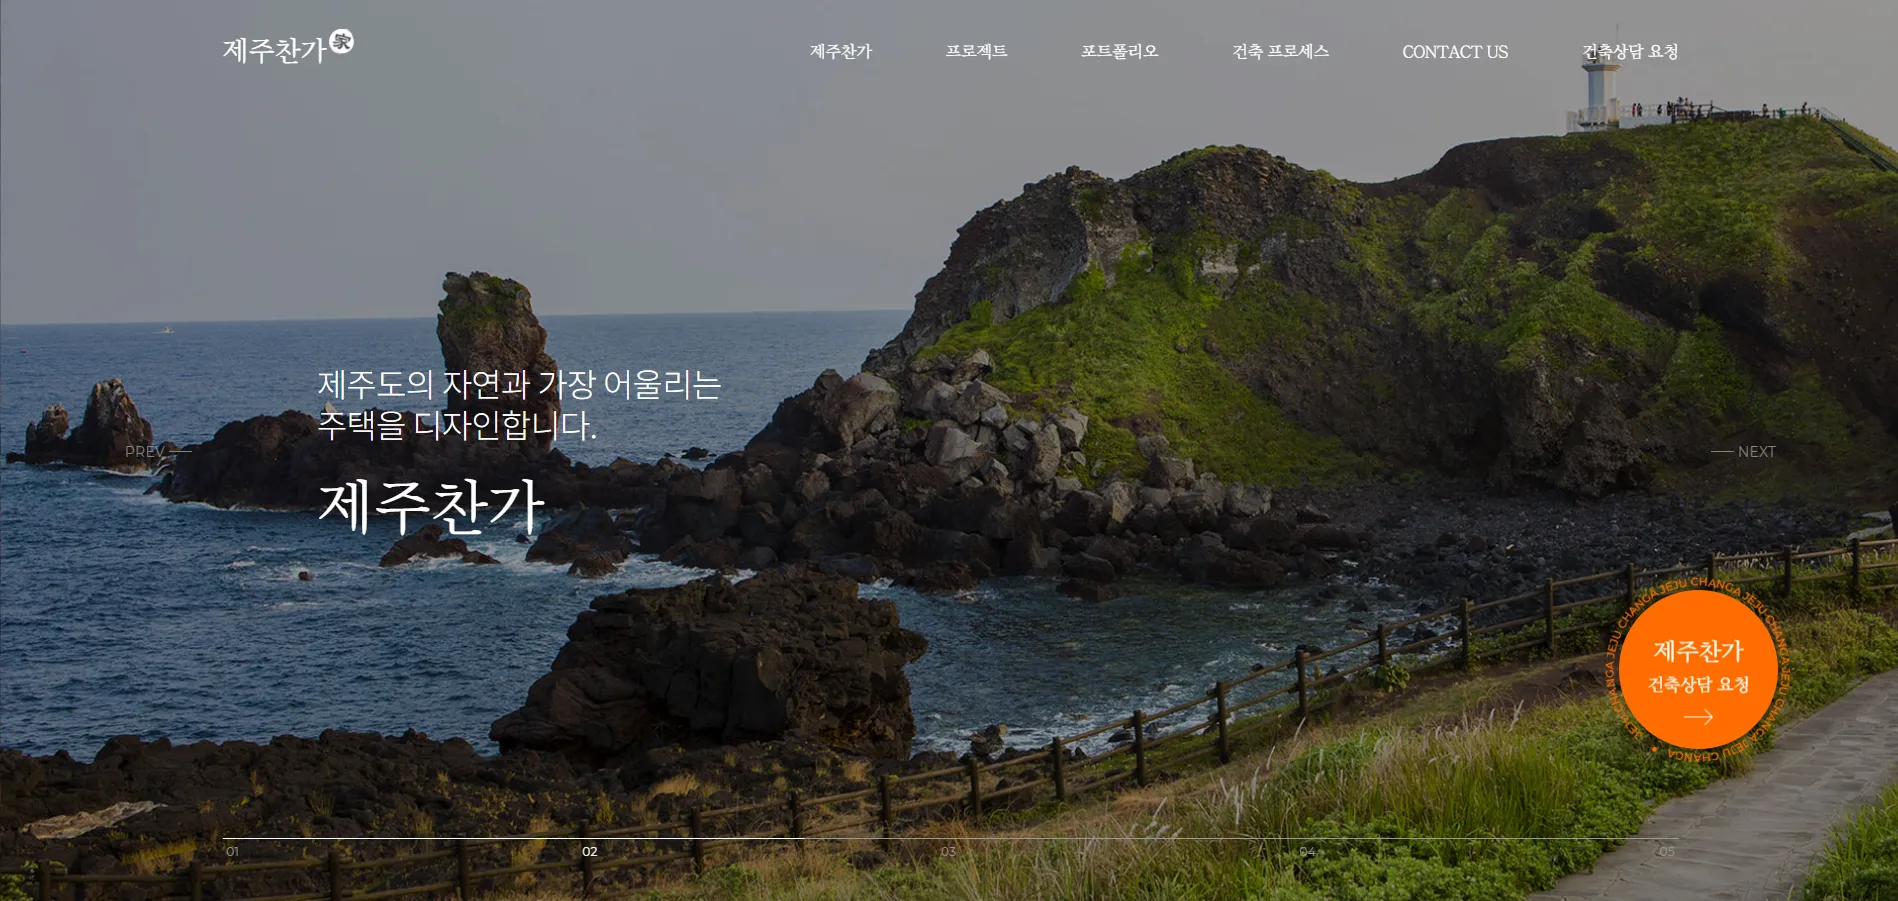 제주찬가 家
제주찬가
프로젝트
포트폴리오
건축 프로세스
CONTACT US
건축상담 요청
제주도의 자연과 가장 어울리는
주택을 디자인합니다.
제주찬가
PREV
NEXT
JEJU CHANGA JEJU CHANGA JEJU CHANGA JEJU CHANGA JEJU CHANGA
제주찬가
건축상담 요청
01
02
03
04
05